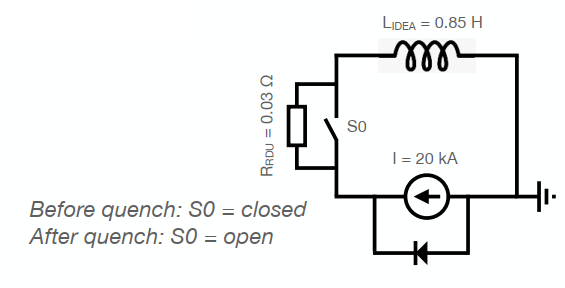 LIDEA = 0.85 H
RRDU = 0.03 Ω
S0
I = 20 kA
Before quench: S0 = closed
After quench: S0 = open